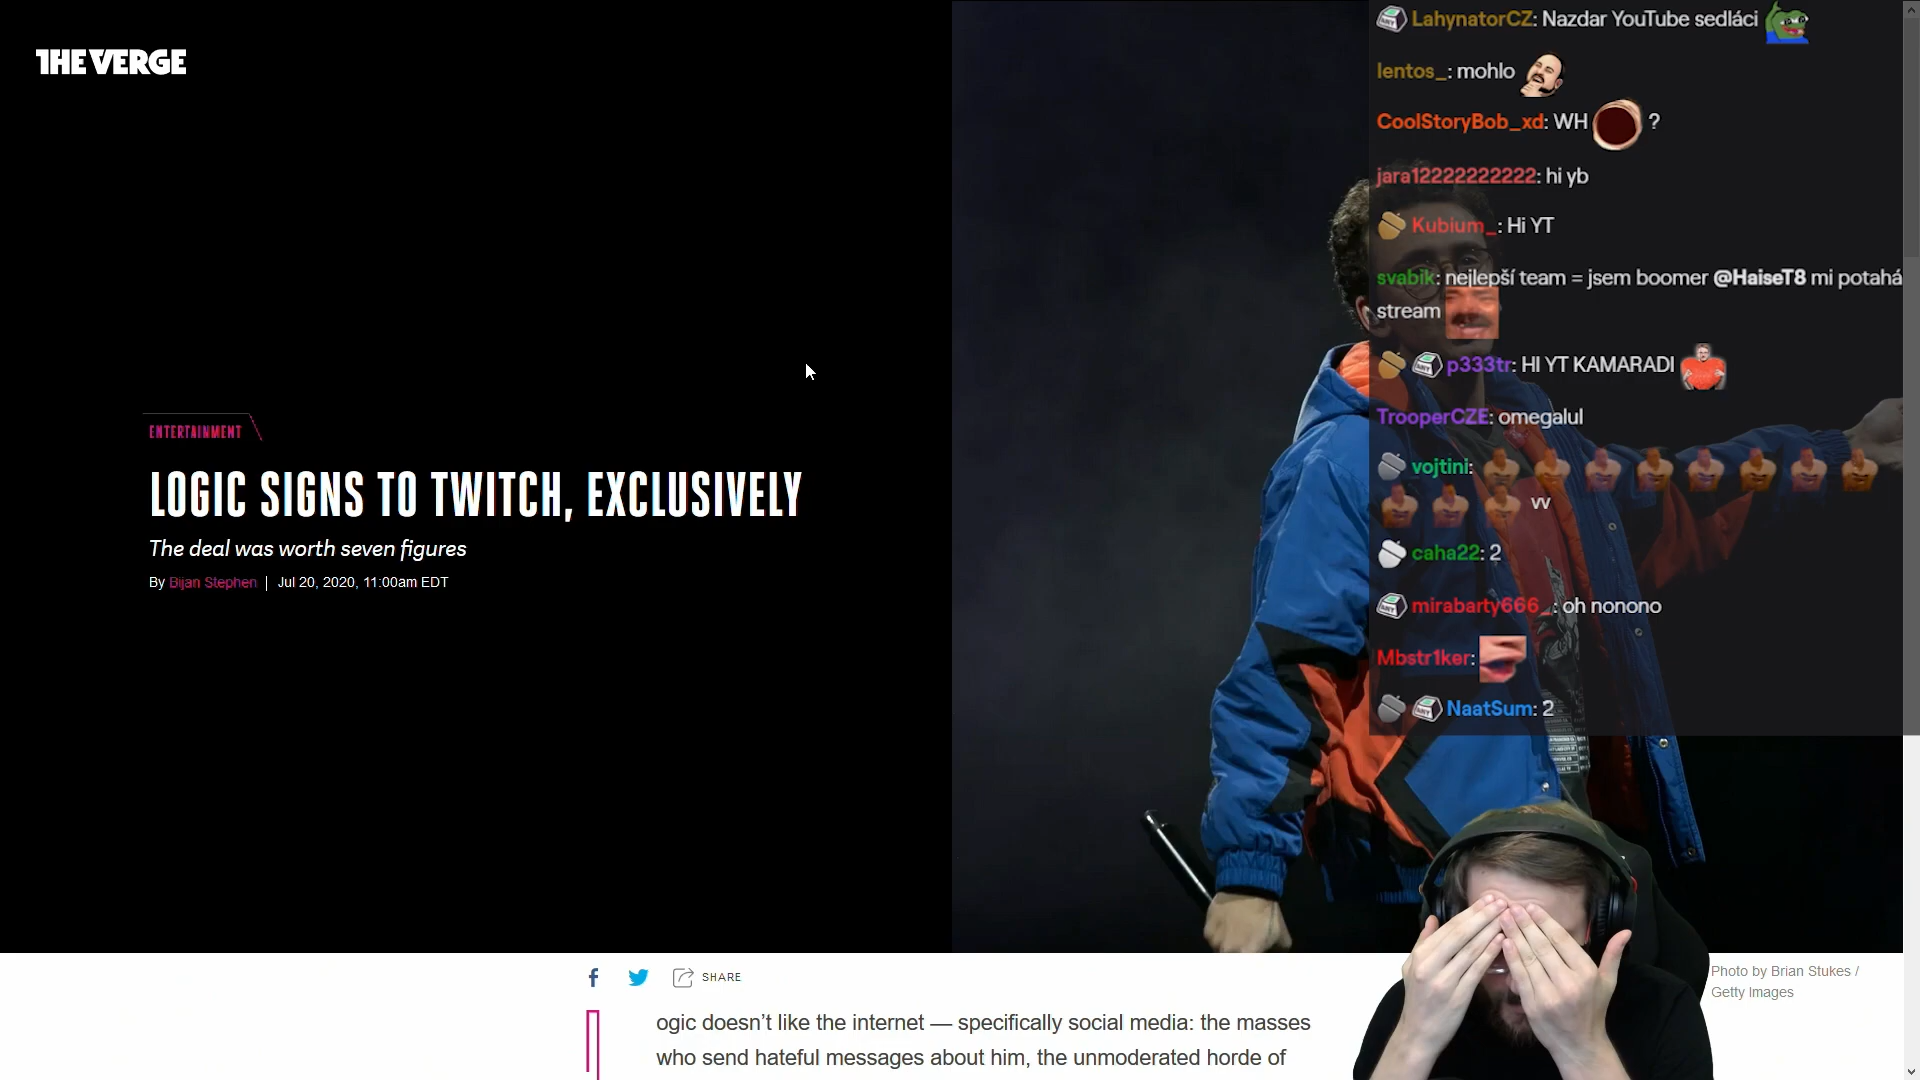 THE VERGE
ENTERTAINMENT
LOGIC SIGNS TO TWITCH, EXCLUSIVELY
The deal was worth seven figures
By Bijan Stephen | Jul 20, 2020, 11:00am EDT
LahynatorCZ: Nazdar YouTube sedláci
lentos_: mohlo
CoolStoryBob_xd: WH ?
jara12222222222: hi yb
Kubium_: Hi YT
svabik: nejlepší team = jsem boomer @HaiseT8 mi potahá
stream
p333tr: HI YT KAMARADI
TrooperCZE: omegalul
vojtini:
vv
caha22: 2
mirabarty666_: oh nonono
Mbstr1ker:
NaatSum: 2
SHARE
Photo by Brian Stukes /
Getty Images
ogic doesn’t like the internet — specifically social media: the masses
who send hateful messages about him, the unmoderated horde of